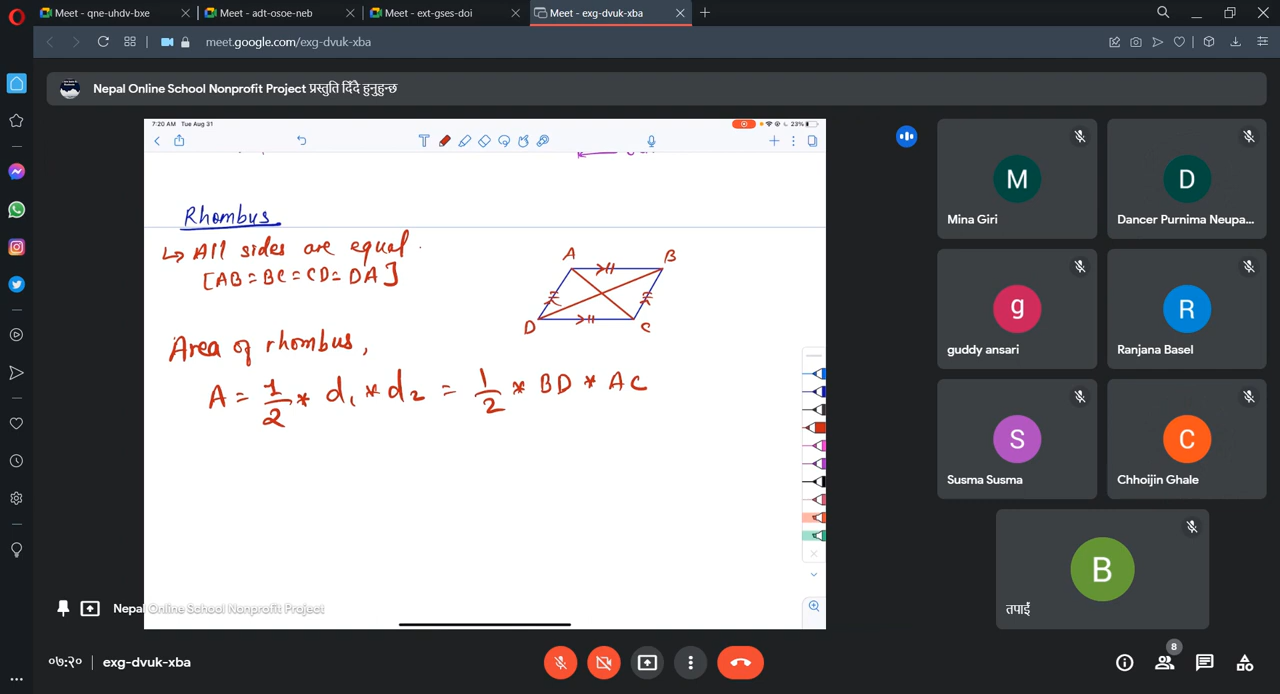 Meet - qne-uhdv-bxe
Meet - adt-osoe-neb
Meet - ext-gses-doi
Meet - exg-dvuk-xba
meet.google.com/exg-dvuk-xba
Nepal Online School Nonprofit Project प्रस्तुति दिँदै हुनुहुन्छ
7:20 AM Tue Aug 31
23%
Rhombus
↳ All sides are equal.
[AB = BC = CD = DA]
A
B
D
C
Area of rhombus,
A = 1/2 * d₁ * d₂ = 1/2 * BD * AC
M
Mina Giri
D
Dancer Purnima Neupa...
g
guddy ansari
R
Ranjana Basel
S
Susma Susma
C
Chhoijin Ghale
B
तपाईं
Nepal Online School Nonprofit Project
०७:२०
exg-dvuk-xba
8